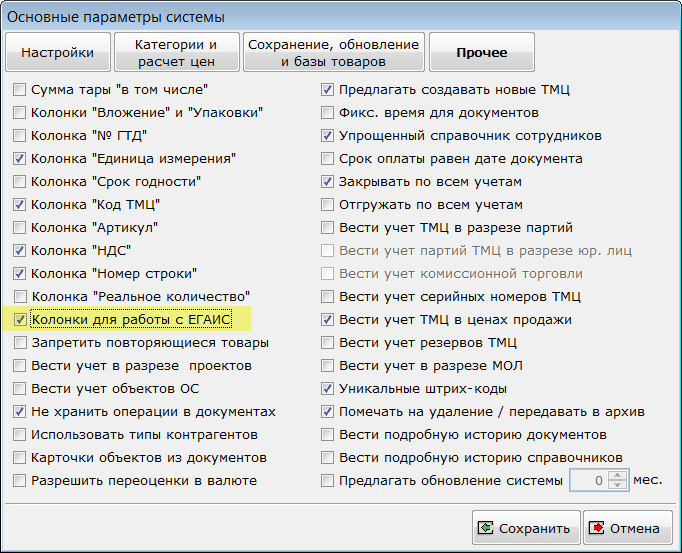 Основные параметры системы
Настройки
Категории и
расчет цен
Сохранение, обновление
и базы товаров
Прочее
Сумма тары "в том числе"
Колонки "Вложение" и "Упаковки"
Колонка "№ ГТД"
Колонка "Единица измерения"
Колонка "Срок годности"
Колонка "Код ТМЦ"
Колонка "Артикул"
Колонка "НДС"
Колонка "Номер строки"
Колонка "Реальное количество"
Колонки для работы с ЕГАИС
Запретить повторяющиеся товары
Вести учет в разрезе проектов
Вести учет объектов ОС
Не хранить операции в документах
Использовать типы контрагентов
Карточки объектов из документов
Разрешить переоценки в валюте
Предлагать создавать новые ТМЦ
Фикс. время для документов
Упрощенный справочник сотрудников
Срок оплаты равен дате документа
Закрывать по всем учетам
Отгружать по всем учетам
Вести учет ТМЦ в разрезе партий
Вести учет партий ТМЦ в разрезе юр. лиц
Вести учет комиссионной торговли
Вести учет серийных номеров ТМЦ
Вести учет ТМЦ в ценах продажи
Вести учет резервов ТМЦ
Вести учет в разрезе МОЛ
Уникальные штрих-коды
Помечать на удаление / передавать в архив
Вести подробную историю документов
Вести подробную историю справочников
Предлагать обновление системы 0 мес.
Сохранить
Отмена